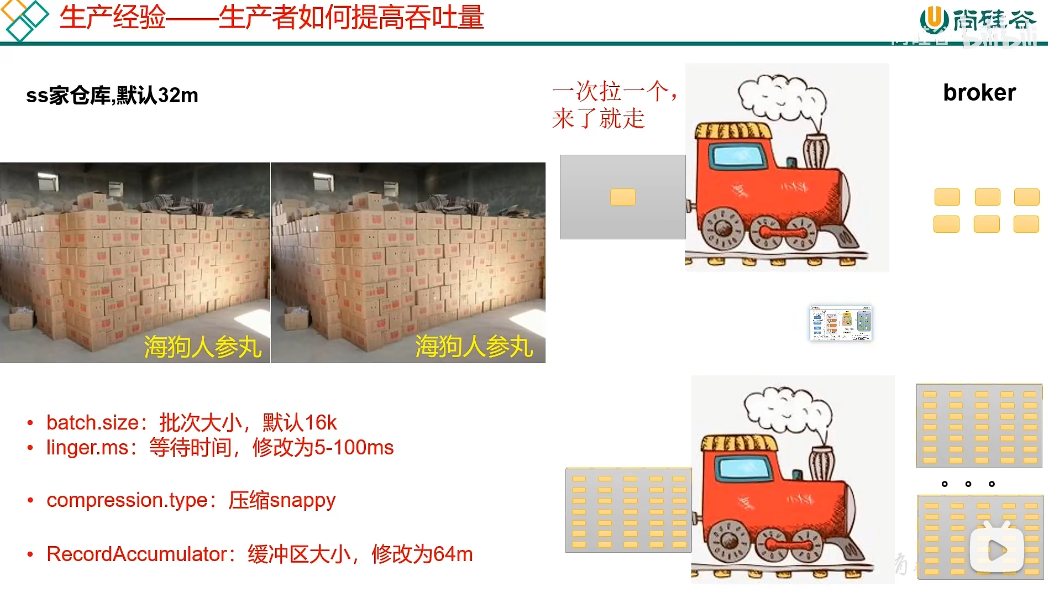 生产经验——生产者如何提高吞吐量
尚硅谷
ss家仓库,默认32m
一次拉一个，
来了就走
broker
海狗人参丸
海狗人参丸
• batch.size：批次大小，默认16k
• linger.ms：等待时间，修改为5-100ms
• compression.type：压缩snappy
• RecordAccumulator：缓冲区大小，修改为64m